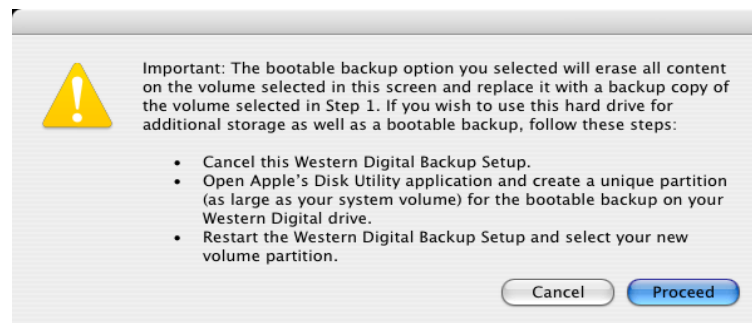 Important: The bootable backup option you selected will erase all content
on the volume selected in this screen and replace it with a backup copy of
the volume selected in Step 1. If you wish to use this hard drive for
additional storage as well as a bootable backup, follow these steps:
• Cancel this Western Digital Backup Setup.
• Open Apple’s Disk Utility application and create a unique partition
(as large as your system volume) for the bootable backup on your
Western Digital drive.
• Restart the Western Digital Backup Setup and select your new
volume partition.
Cancel Proceed